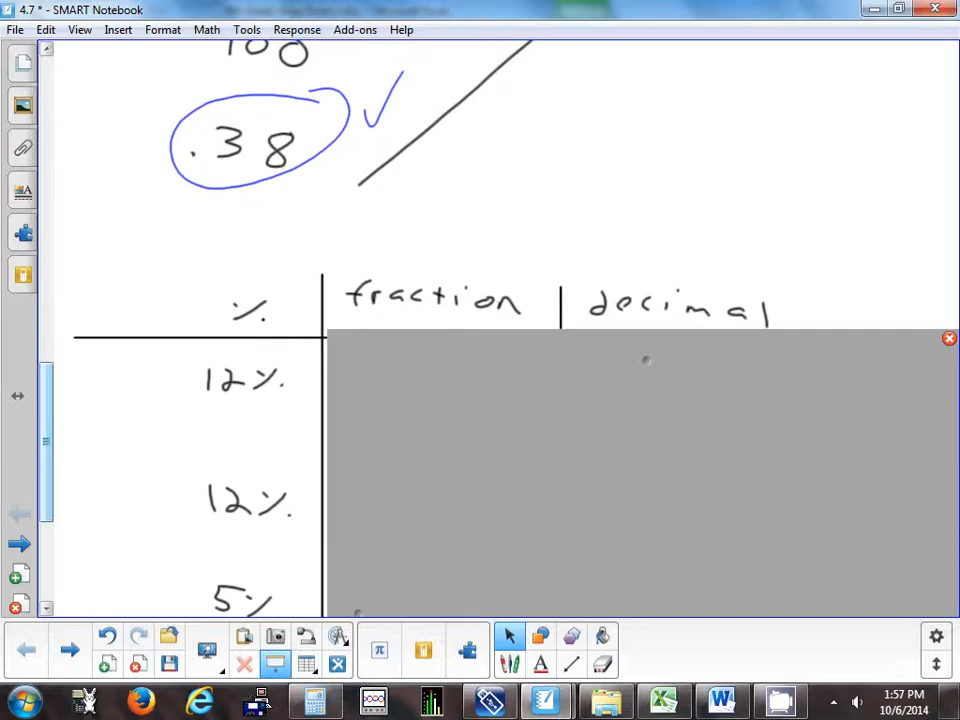 4.7 * - SMART Notebook
File Edit View Insert Format Math Tools Response Add-ons Help
100
.38
% fraction decimal
12%
12%
5%
1:57 PM
10/6/2014